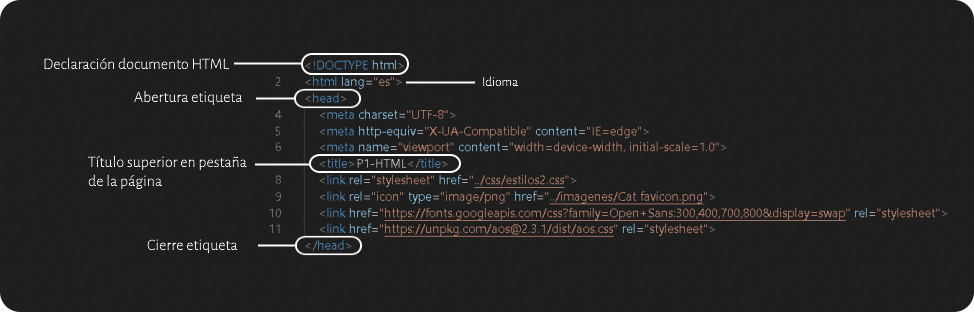 Declaración documento HTML <!DOCTYPE html>
2 <html lang="es"> Idioma
Abertura etiqueta <head>
4 <meta charset="UTF-8">
5 <meta http-equiv="X-UA-Compatible" content="IE=edge">
6 <meta name="viewport" content="width=device-width, initial-scale=1.0">
Título superior en pestaña <title>P1-HTML</title>
de la página
8 <link rel="stylesheet" href="../css/estilos2.css">
9 <link rel="icon" type="image/png" href="../imagenes/Cat favicon.png">
10 <link href="https://fonts.googleapis.com/css?family=Open+Sans:300,400,700,800&display=swap" rel="stylesheet">
11 <link href="https://unpkg.com/aos@2.3.1/dist/aos.css" rel="stylesheet">
Cierre etiqueta </head>